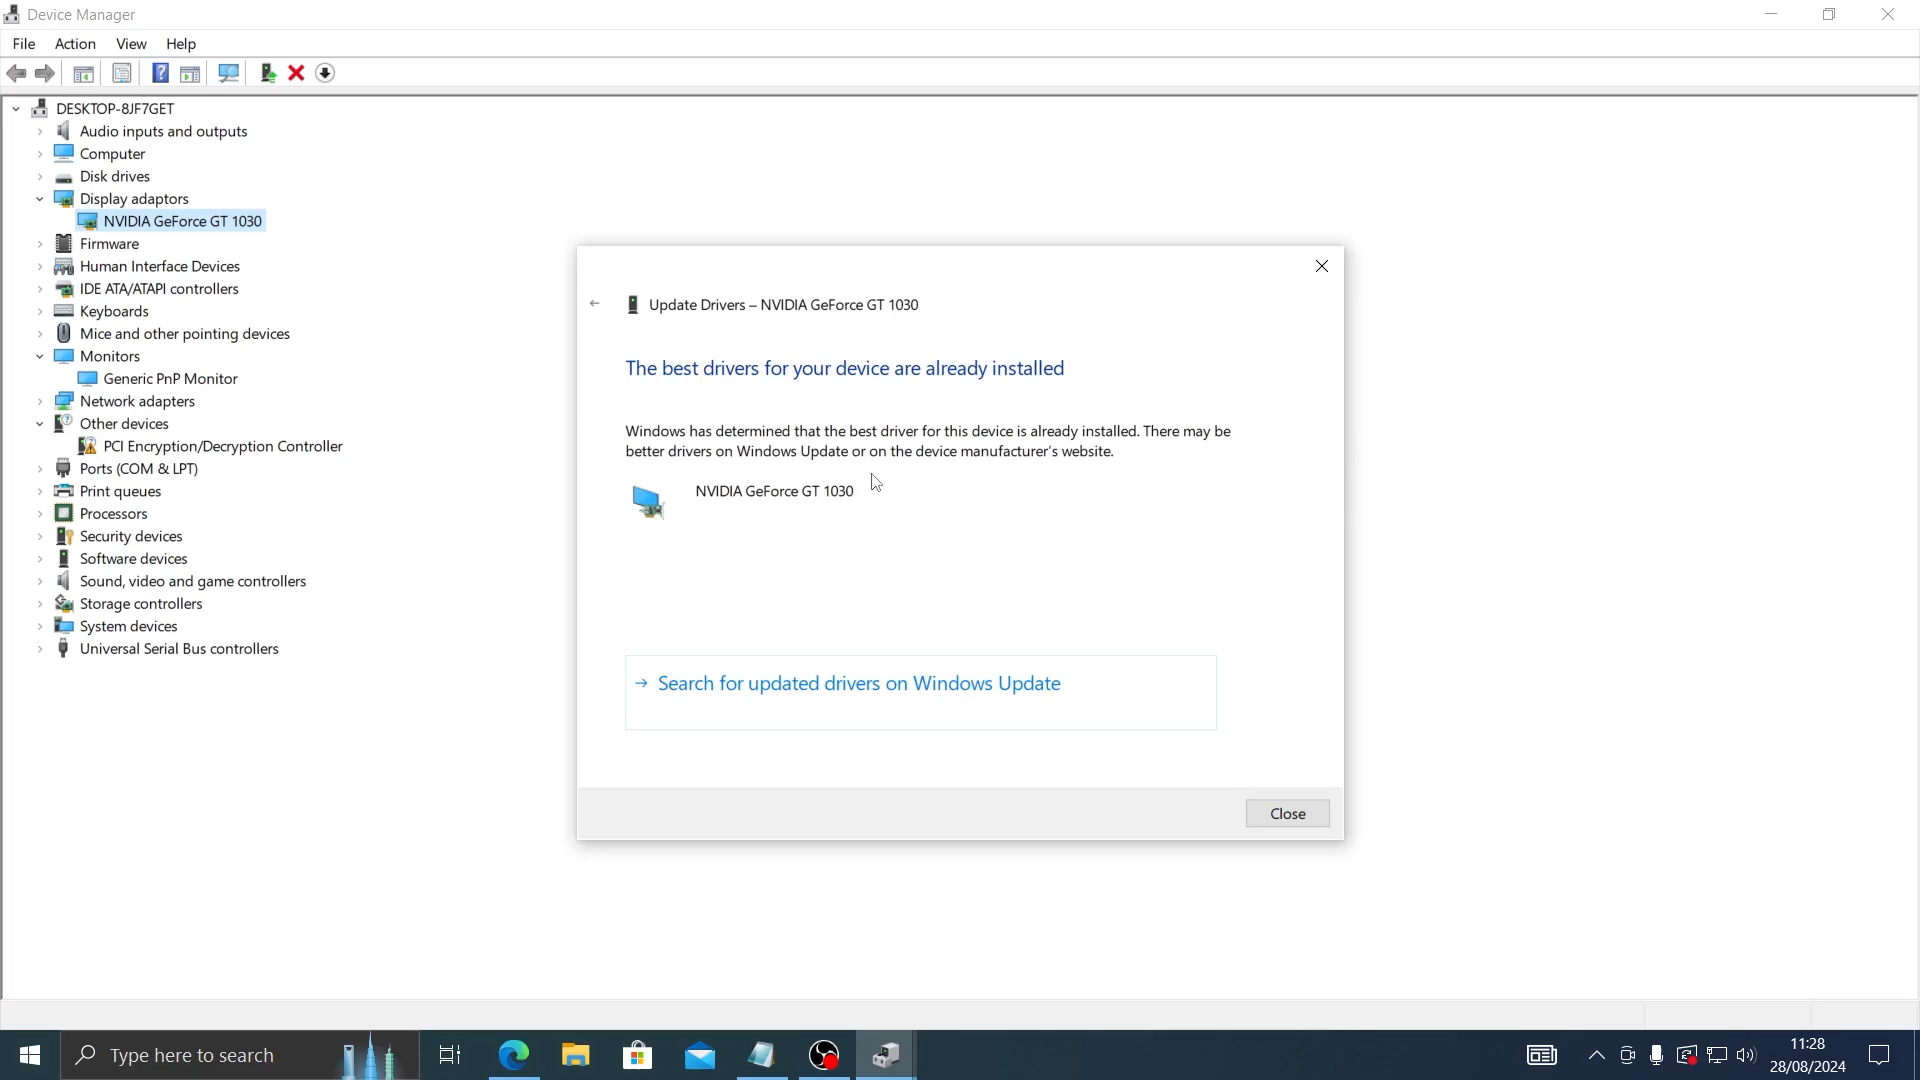 Device Manager
File Action View Help
DESKTOP-8JF7GET
Audio inputs and outputs
Computer
Disk drives
Display adaptors
NVIDIA GeForce GT 1030
Firmware
Human Interface Devices
IDE ATA/ATAPI controllers
Keyboards
Mice and other pointing devices
Monitors
Generic PnP Monitor
Network adapters
Other devices
PCI Encryption/Decryption Controller
Ports (COM & LPT)
Print queues
Processors
Security devices
Software devices
Sound, video and game controllers
Storage controllers
System devices
Universal Serial Bus controllers
Update Drivers – NVIDIA GeForce GT 1030
The best drivers for your device are already installed
Windows has determined that the best driver for this device is already installed. There may be
better drivers on Windows Update or on the device manufacturer's website.
NVIDIA GeForce GT 1030
Search for updated drivers on Windows Update
Close
Type here to search
11:28
28/08/2024